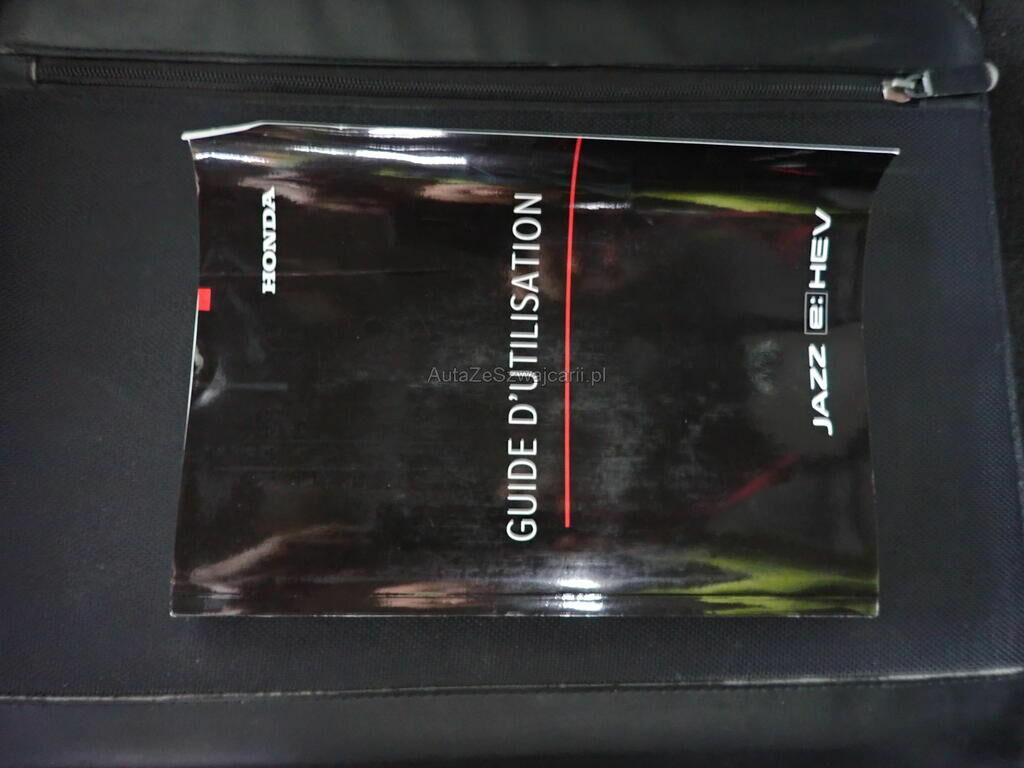 HONDA
GUIDE D'UTILISATION
JAZZ e:HEV
AutaZeSzwajcarii.pl